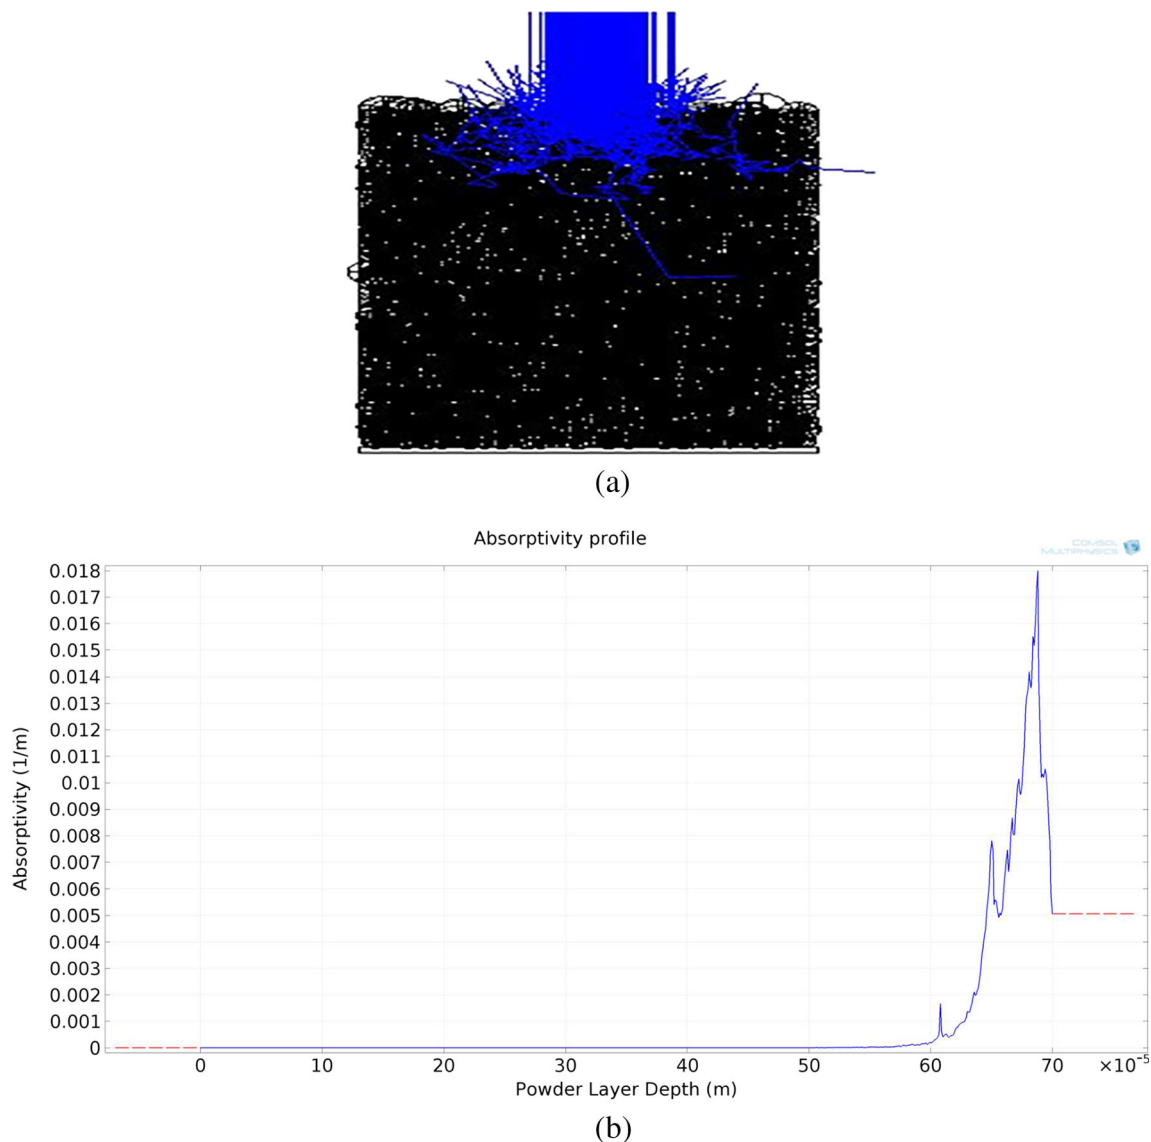 (a)
Absorptivity profile
COMSOL
MULTIPHYSICS
0.018
0.017
0.016
0.015
0.014
0.013
0.012
0.011
0.01
0.009
0.008
0.007
0.006
0.005
0.004
0.003
0.002
0.001
0
Absorptivity (1/m)
0 10 20 30 40 50 60 70 ×10⁻⁵
Powder Layer Depth (m)
(b)